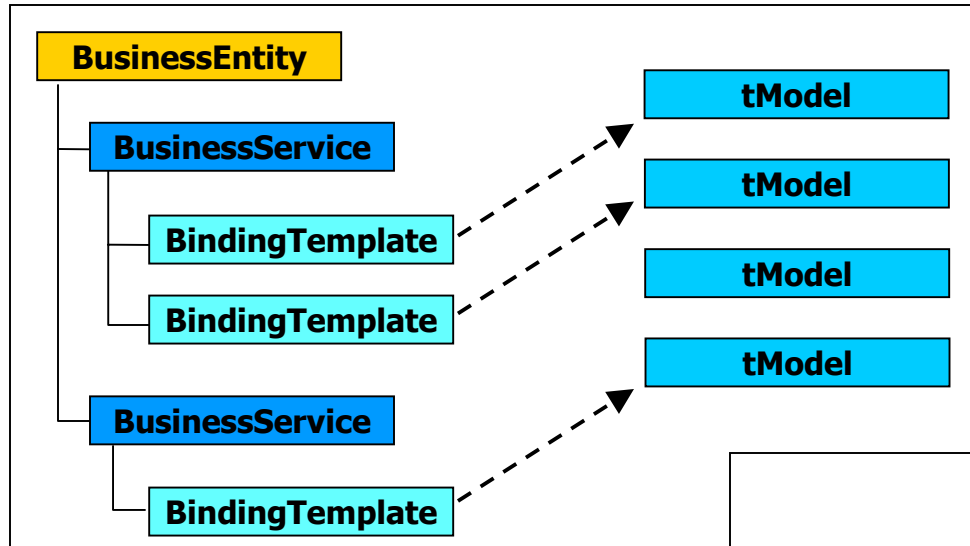 BusinessEntity
BusinessService
BindingTemplate
BindingTemplate
BusinessService
BindingTemplate
tModel
tModel
tModel
tModel